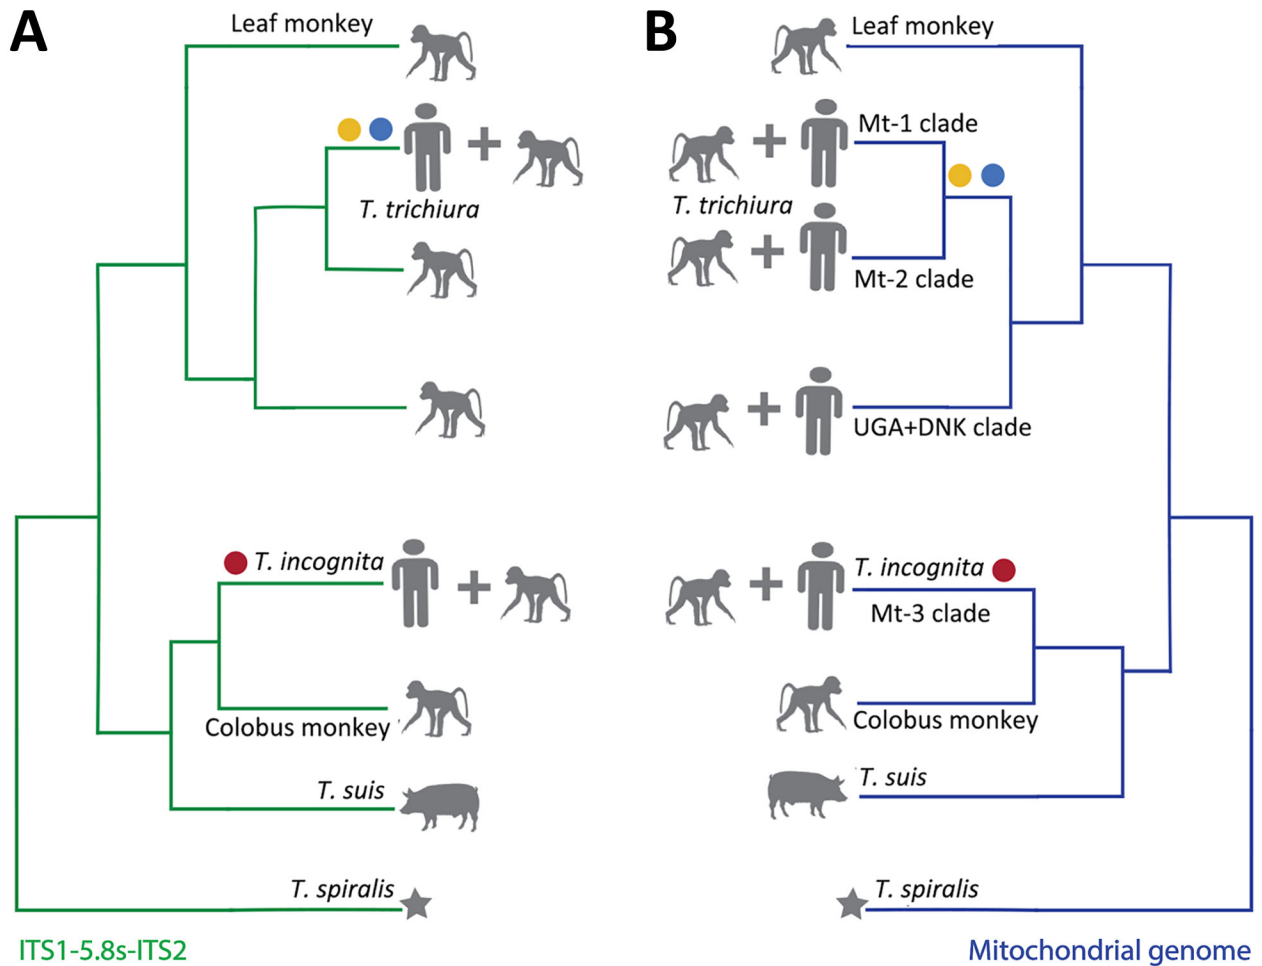 A
Leaf monkey
T. trichiura
T. incognita
Colobus monkey
T. suis
T. spiralis
ITS1-5.8s-ITS2
B
Leaf monkey
Mt-1 clade
T. trichiura
Mt-2 clade
UGA+DNK clade
T. incognita
Mt-3 clade
Colobus monkey
T. suis
T. spiralis
Mitochondrial genome